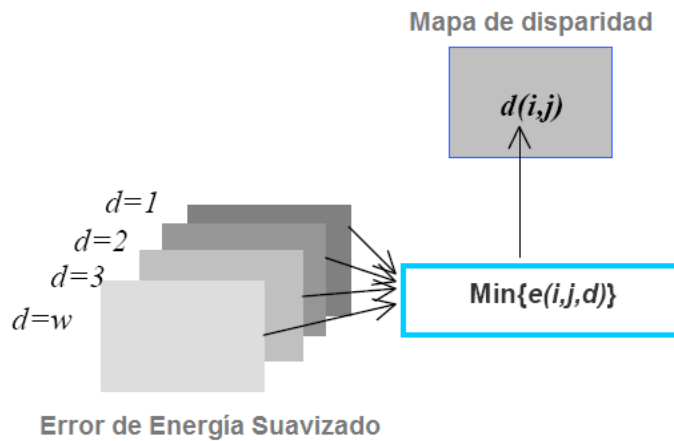 Mapa de disparidad
d(i,j)
d=1
d=2
d=3
d=w
Min{e(i,j,d)}
Error de Energía Suavizado